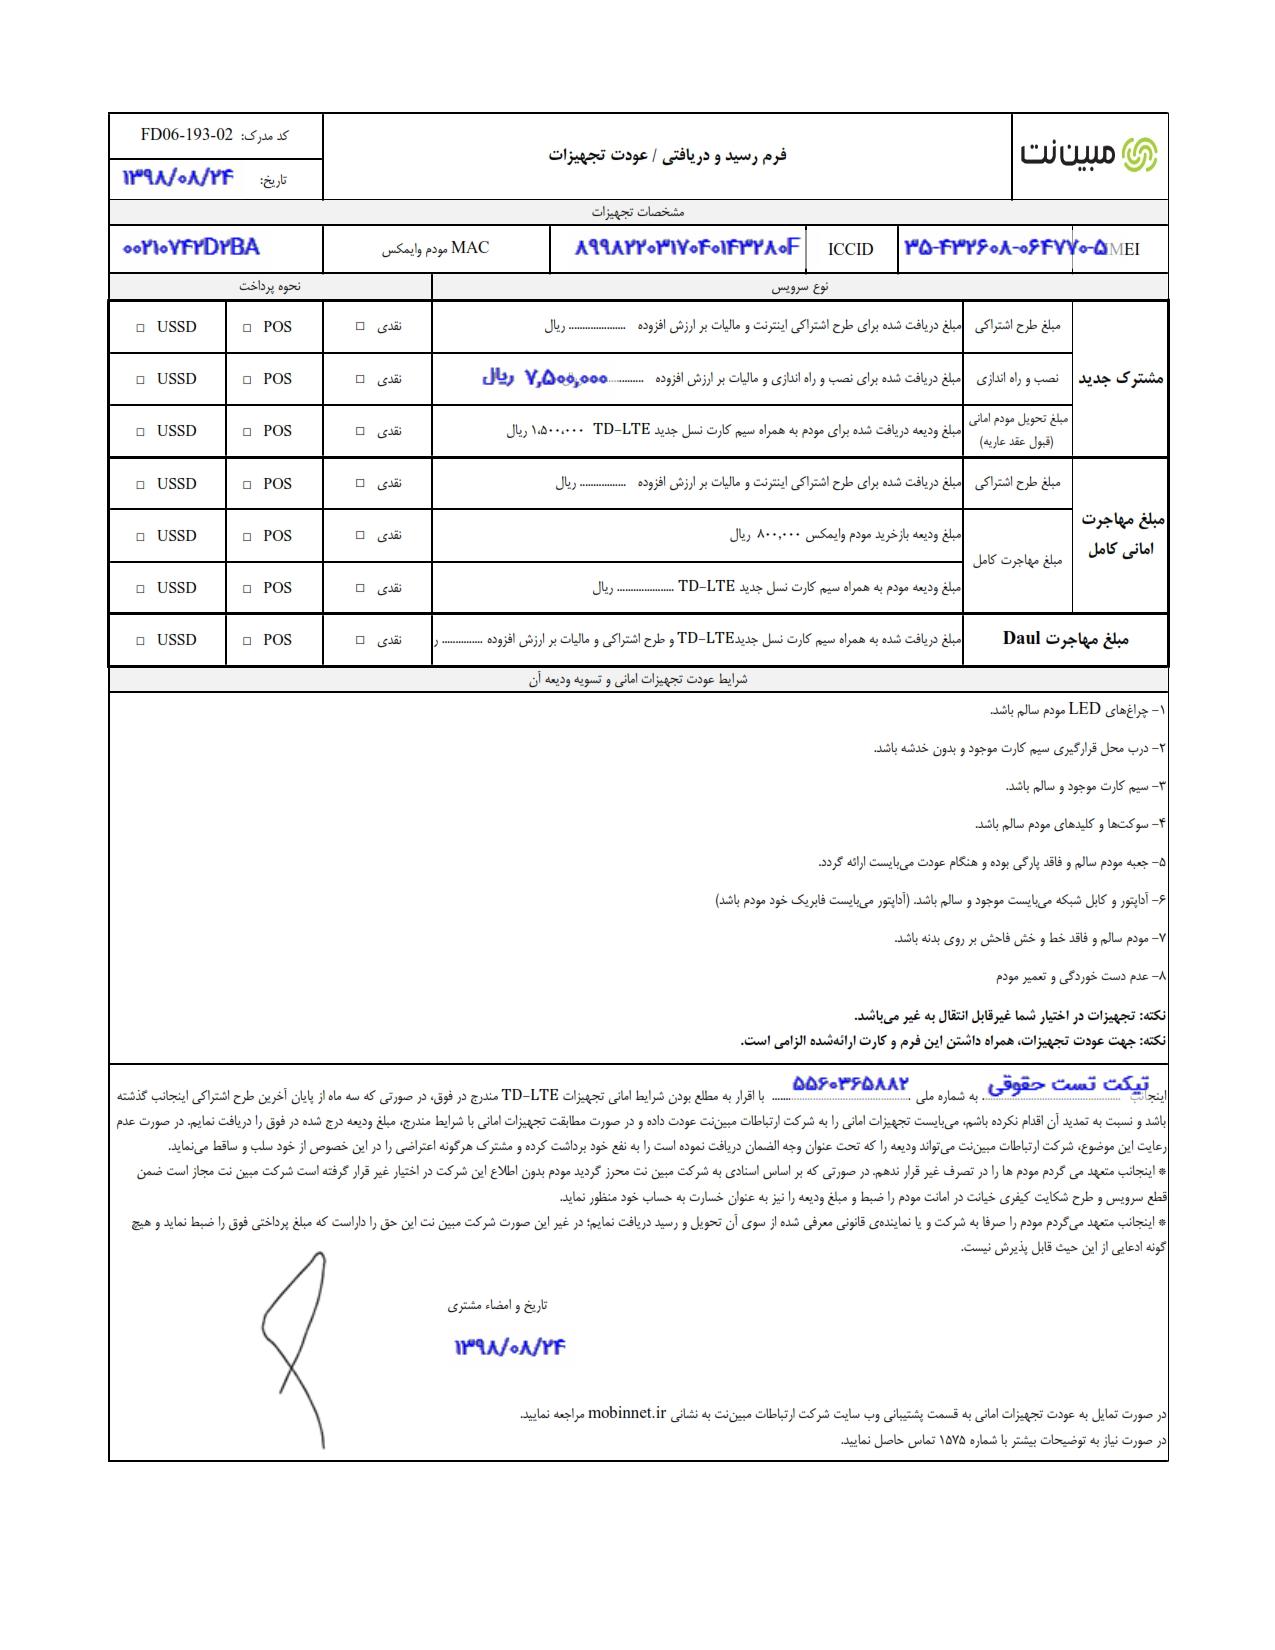 مبین‌نت
فرم رسید و دریافتی / عودت تجهیزات
کد مدرک: FD06-193-02
تاریخ: ۱۳۹۸/۰۸/۲۴
مشخصات تجهیزات
IMEI ۳۵-۴۳۲۶۰۸-۰۶۴۷۷۰-۵ ICCID ۸۹۹۸۲۲۰۳۱۷۰۴۰۱۴۳۲۸۰F MAC مودم وایمکس ۰۰۲۱۰۷۴۲D۲BA
نوع سرویس نحوه پرداخت
مشترک جدید
مبلغ طرح اشتراکی مبلغ دریافت شده برای طرح اشتراکی اینترنت و مالیات بر ارزش افزوده ..................... ریال نقدی □ POS □ USSD □
نصب و راه اندازی مبلغ دریافت شده برای نصب و راه اندازی و مالیات بر ارزش افزوده ......... ۷,۵۰۰,۰۰۰ ریال نقدی □ POS □ USSD □
مبلغ تحویل مودم امانی (قبول عقد عاریه) مبلغ ودیعه دریافت شده برای مودم به همراه سیم کارت نسل جدید TD-LTE ۱،۵۰۰،۰۰۰ ریال نقدی □ POS □ USSD □
مبلغ مهاجرت امانی کامل
مبلغ طرح اشتراکی مبلغ دریافت شده برای طرح اشتراکی اینترنت و مالیات بر ارزش افزوده ................. ریال نقدی □ POS □ USSD □
مبلغ مهاجرت کامل مبلغ ودیعه بازخرید مودم وایمکس ۸۰۰,۰۰۰ ریال نقدی □ POS □ USSD □
مبلغ ودیعه مودم به همراه سیم کارت نسل جدید TD-LTE ..................... ریال نقدی □ POS □ USSD □
مبلغ مهاجرت Daul مبلغ دریافت شده به همراه سیم کارت نسل جدیدTD-LTE و طرح اشتراکی و مالیات بر ارزش افزوده ............... ر نقدی □ POS □ USSD □
شرایط عودت تجهیزات امانی و تسویه ودیعه آن
۱- چراغ‌های LED مودم سالم باشد.
۲- درب محل قرارگیری سیم کارت موجود و بدون خدشه باشد.
۳- سیم کارت موجود و سالم باشد.
۴- سوکت‌ها و کلیدهای مودم سالم باشد.
۵- جعبه مودم سالم و فاقد پارگی بوده و هنگام عودت می‌بایست ارائه گردد.
۶- آداپتور و کابل شبکه می‌بایست موجود و سالم باشد. (آداپتور می‌بایست فابریک خود مودم باشد)
۷- مودم سالم و فاقد خط و خش فاحش بر روی بدنه باشد.
۸- عدم دست خوردگی و تعمیر مودم
نکته: تجهیزات در اختیار شما غیرقابل انتقال به غیر می‌باشد.
نکته: جهت عودت تجهیزات، همراه داشتن این فرم و کارت ارائه‌شده الزامی است.
اینجانب تیکت تست حقوقی به شماره ملی ۵۵۶۰۳۶۵۸۸۲ با اقرار به مطلع بودن شرایط امانی تجهیزات TD-LTE مندرج در فوق، در صورتی که سه ماه از پایان آخرین طرح اشتراکی اینجانب گذشته
باشد و نسبت به تمدید آن اقدام نکرده باشم، می‌بایست تجهیزات امانی را به شرکت ارتباطات مبین‌نت عودت داده و در صورت مطابقت تجهیزات امانی با شرایط مندرج، مبلغ ودیعه درج شده در فوق را دریافت نمایم. در صورت عدم
رعایت این موضوع، شرکت ارتباطات مبین‌نت می‌تواند ودیعه را که تحت عنوان وجه الضمان دریافت نموده است را به نفع خود برداشت کرده و مشترک هرگونه اعتراضی را در این خصوص از خود سلب و ساقط می‌نماید.
* اینجانب متعهد می گردم مودم ها را در تصرف غیر قرار ندهم. در صورتی که بر اساس اسنادی به شرکت مبین نت محرز گردید مودم بدون اطلاع این شرکت در اختیار غیر قرار گرفته است شرکت مبین نت مجاز است ضمن
قطع سرویس و طرح شکایت کیفری خیانت در امانت مودم را ضبط و مبلغ ودیعه را نیز به عنوان خسارت به حساب خود منظور نماید.
* اینجانب متعهد می‌گردم مودم را صرفا به شرکت و یا نماینده‌ی قانونی معرفی شده از سوی آن تحویل و رسید دریافت نمایم؛ در غیر این صورت شرکت مبین نت این حق را داراست که مبلغ پرداختی فوق را ضبط نماید و هیچ
گونه ادعایی از این حیث قابل پذیرش نیست.
تاریخ و امضاء مشتری
۱۳۹۸/۰۸/۲۴
در صورت تمایل به عودت تجهیزات امانی به قسمت پشتیبانی وب سایت شرکت ارتباطات مبین‌نت به نشانی mobinnet.ir مراجعه نمایید.
در صورت نیاز به توضیحات بیشتر با شماره ۱۵۷۵ تماس حاصل نمایید.